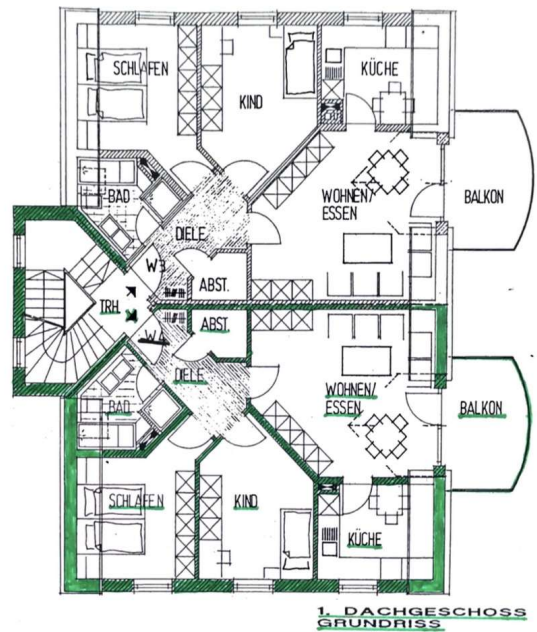 SCHLAFEN
KIND
KÜCHE
BAD
WOHNEN/
ESSEN
BALKON
DIELE
W3
ABST.
TRH.
ABST.
W4
DIELE
WOHNEN/
ESSEN
BALKON
BAD
SCHLAFEN
KIND
KÜCHE
1. DACHGESCHOSS
GRUNDRISS